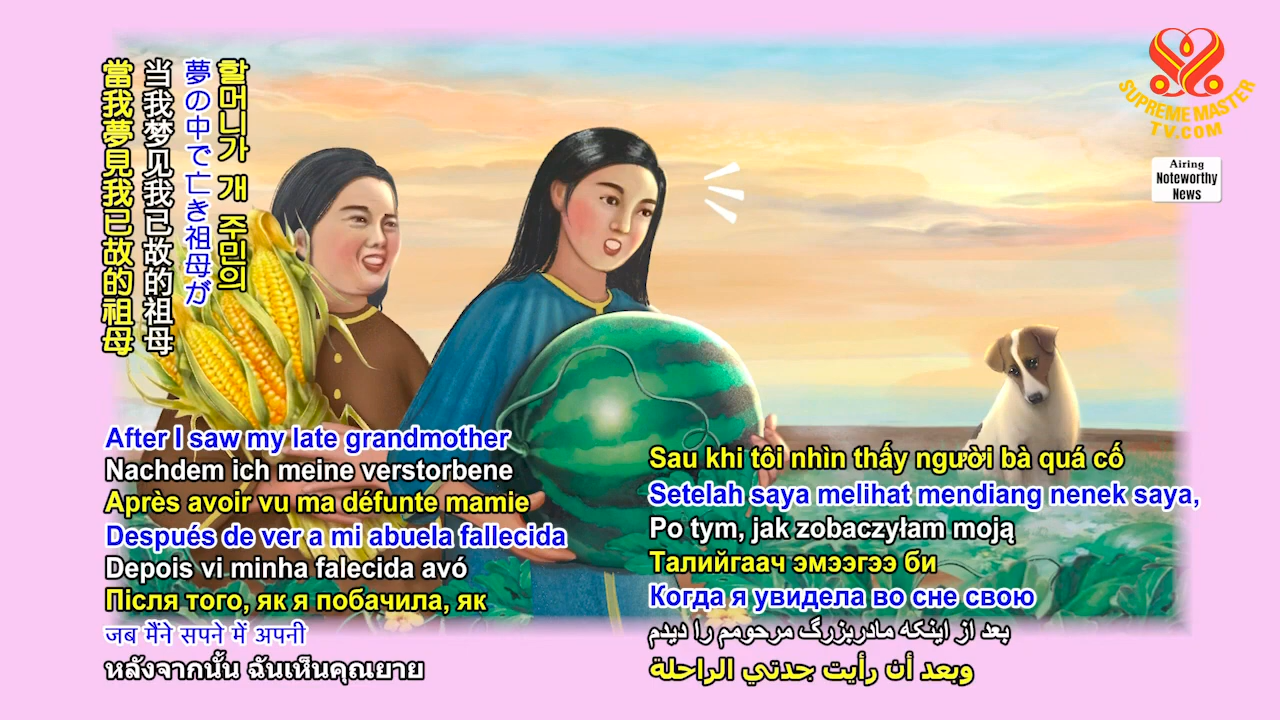 當我夢見我已故的祖母
当我梦见我已故的祖母
夢の中で亡き祖母が
할머니가 개 주민의
SUPREME MASTER
TV.COM
Airing
Noteworthy
News
After I saw my late grandmother
Nachdem ich meine verstorbene
Après avoir vu ma défunte mamie
Después de ver a mi abuela fallecida
Depois vi minha falecida avó
Після того, як я побачила, як
जब मैंने सपने में अपनी
หลังจากนั้น ฉันเห็นคุณยาย
Sau khi tôi nhìn thấy người bà quá cố
Setelah saya melihat mendiang nenek saya,
Po tym, jak zobaczyłam moją
Талийгаач эмээгээ би
Когда я увидела во сне свою
بعد از اینکه مادربزرگ مرحومم را دیدم
وبعد أن رأيت جدتي الراحلة